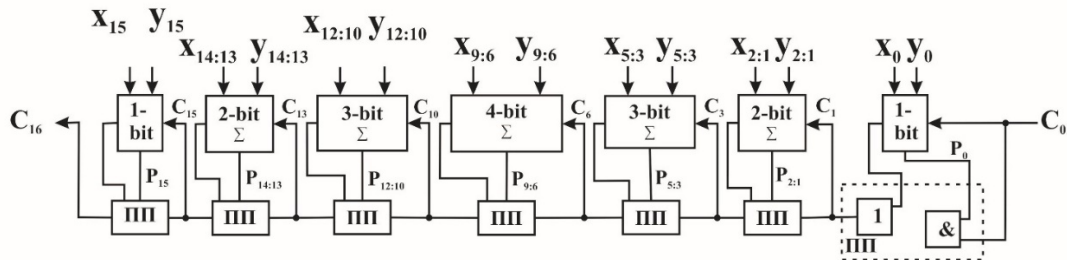 x15 y15
x14:13 y14:13
x12:10 y12:10
x9:6 y9:6
x5:3 y5:3
x2:1 y2:1
x0 y0
C16
1-
bit
C15
2-bit
Σ
C13
3-bit
Σ
C10
4-bit
Σ
C6
3-bit
Σ
C3
2-bit
Σ
C1
1-
bit
C0
P15
P14:13
P12:10
P9:6
P5:3
P2:1
P0
ПП
ПП
ПП
ПП
ПП
ПП
1
&
ПП